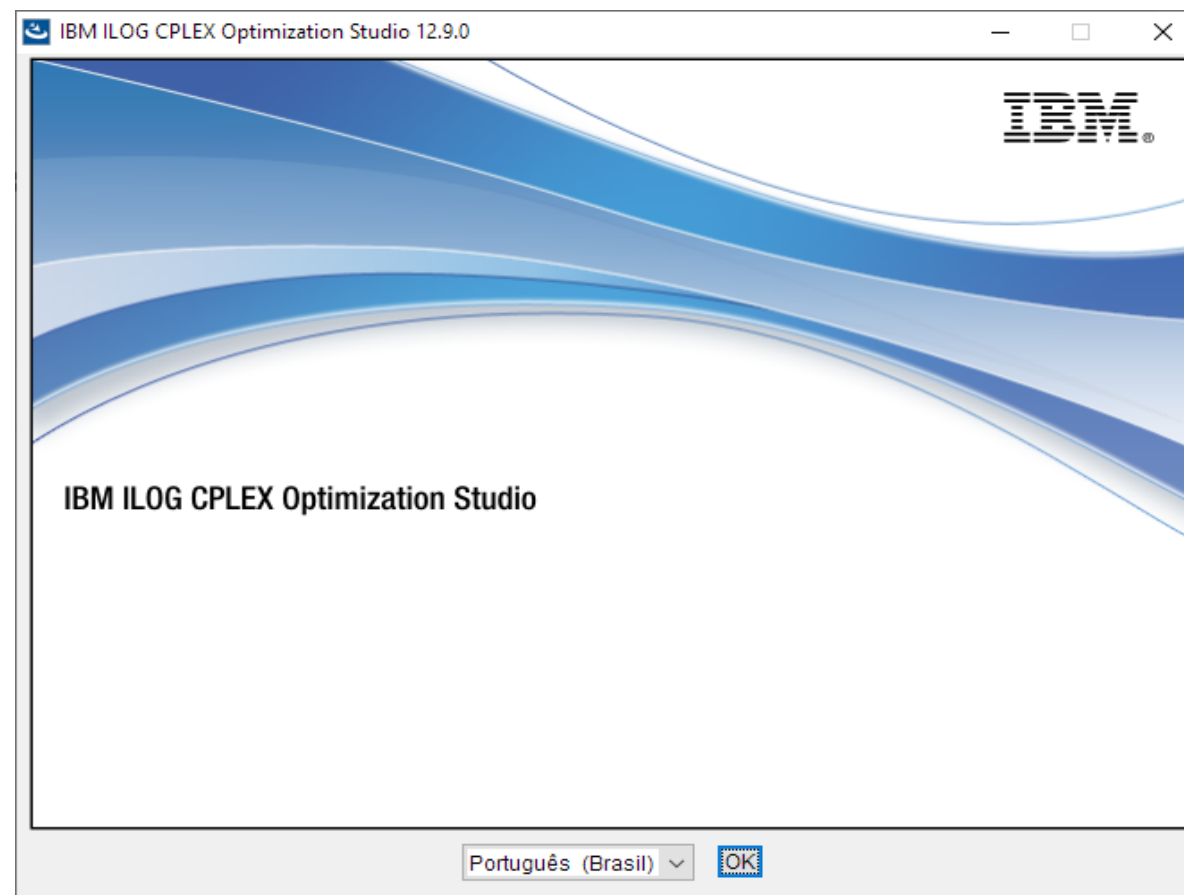 IBM ILOG CPLEX Optimization Studio 12.9.0
IBM®
IBM ILOG CPLEX Optimization Studio
Português (Brasil)
OK